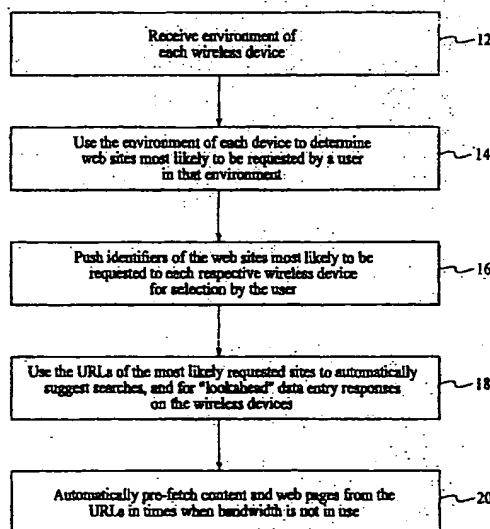 Receive environment of
each wireless device
12
Use the environment of each device to determine
web sites most likely to be requested by a user
in that environment
14
Push identifiers of the web sites most likely to be
requested to each respective wireless device
for selection by the user
16
Use the URLs of the most likely requested sites to automatically
suggest searches, and for "lookahead" data entry responses
on the wireless devices
18
Automatically pre-fetch content and web pages from the
URLs in times when bandwidth is not in use
20